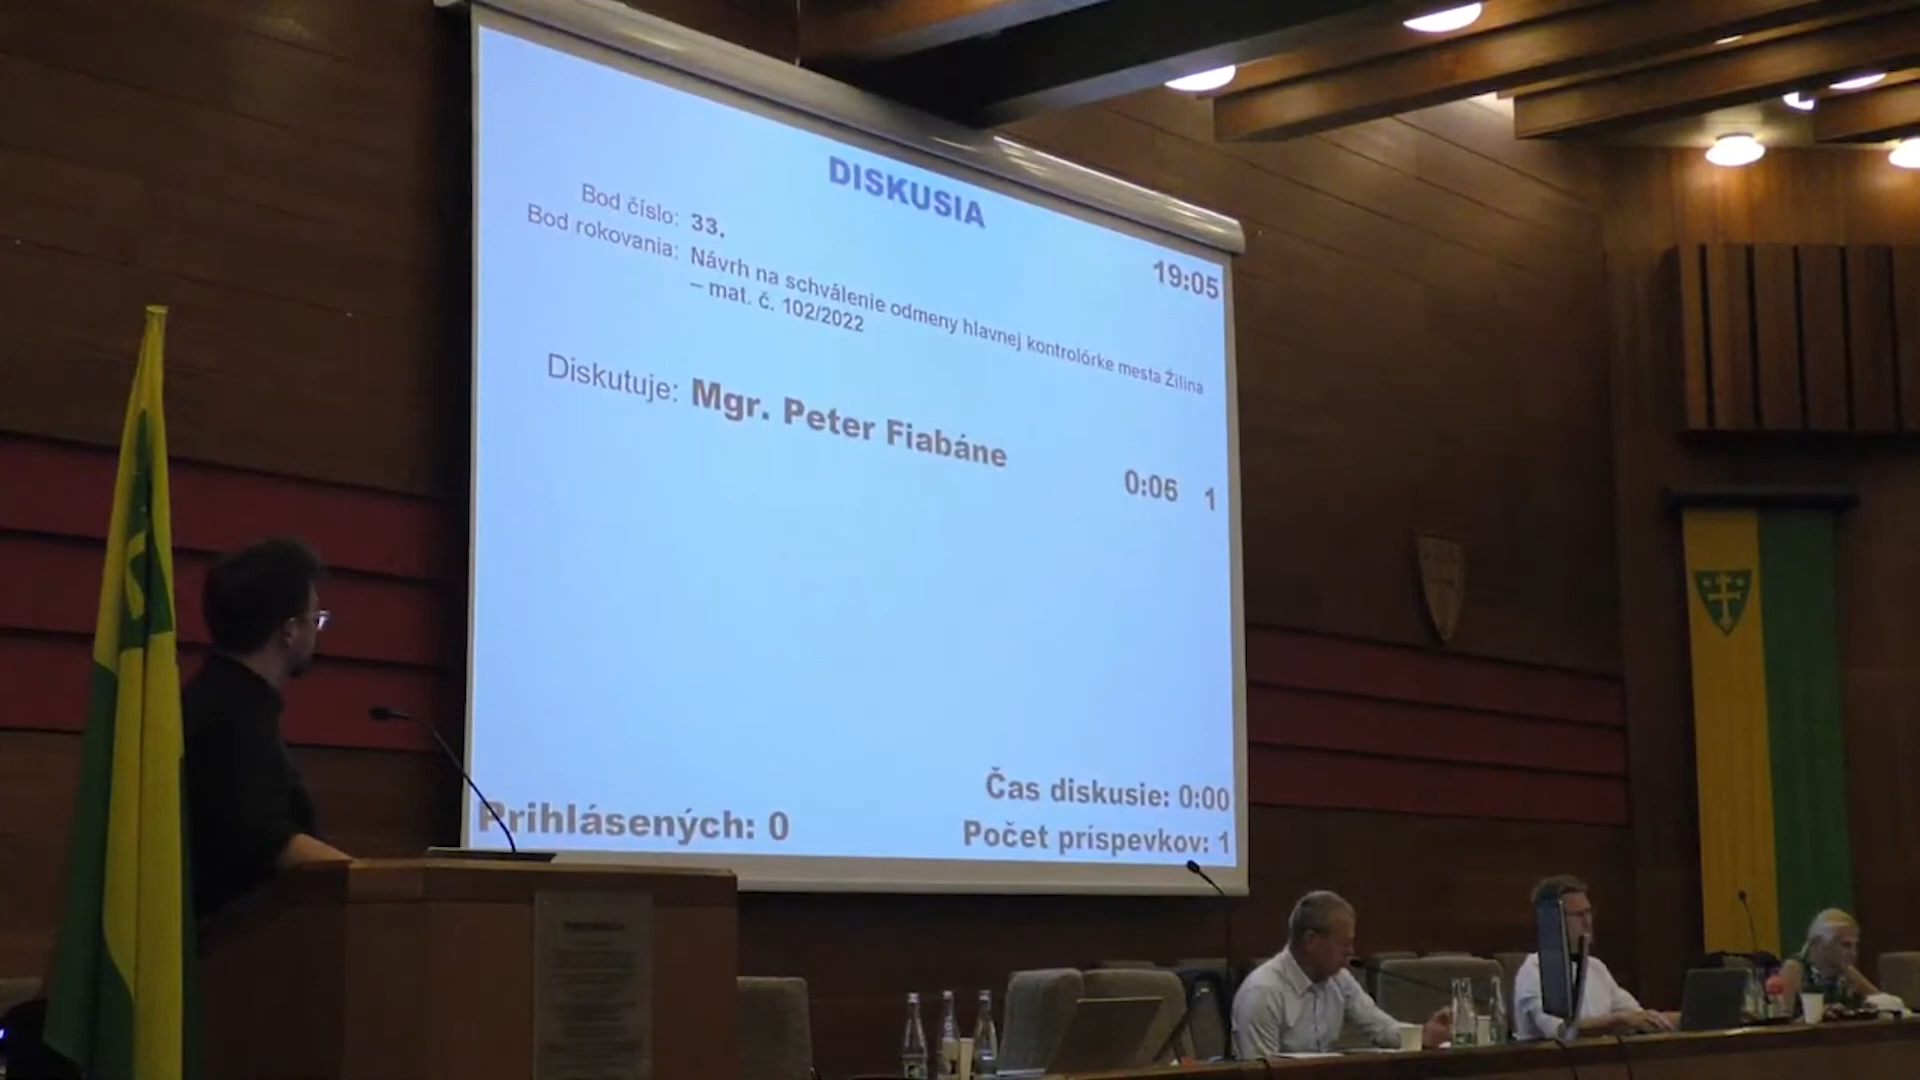 DISKUSIA
19:05
Bod číslo: 33.
Bod rokovania: Návrh na schválenie odmeny hlavnej kontrolórke mesta Žilina
– mat. č. 102/2022
Diskutuje: Mgr. Peter Fiabáne
0:06 1
Čas diskusie: 0:00
Prihlásených: 0
Počet príspevkov: 1